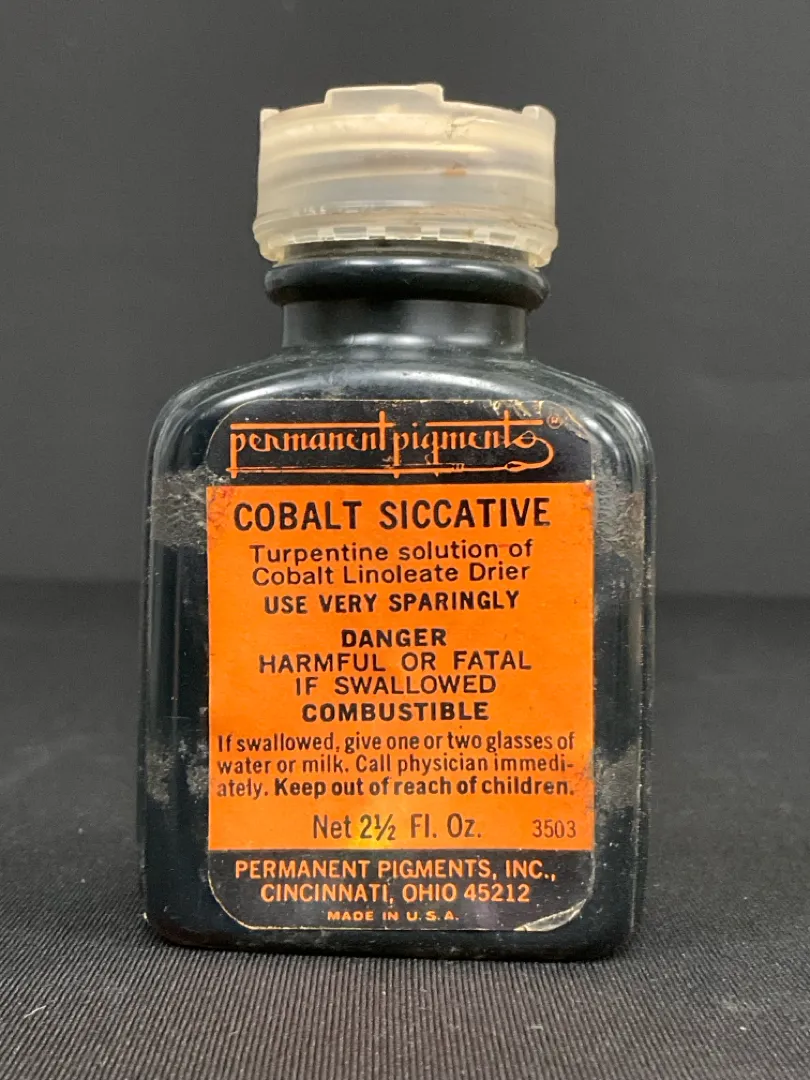 permanent pigments ®
COBALT SICCATIVE
Turpentine solution of
Cobalt Linoleate Drier
USE VERY SPARINGLY
DANGER
HARMFUL OR FATAL
IF SWALLOWED
COMBUSTIBLE
If swallowed, give one or two glasses of
water or milk. Call physician immedi-
ately. Keep out of reach of children.
Net 2½ Fl. Oz. 3503
PERMANENT PIGMENTS, INC.,
CINCINNATI, OHIO 45212
MADE IN U.S.A.